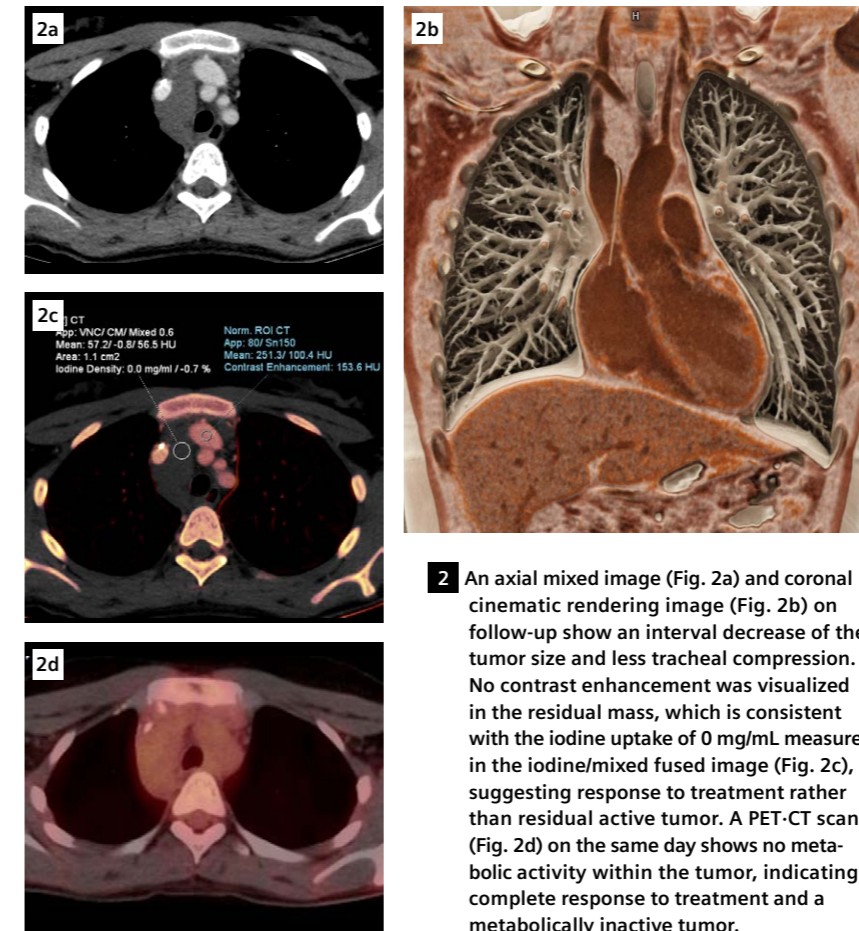 2a
2b
H
2c
] CT
App: VNC/ CM/ Mixed 0.6
Mean: 57.2/ -0.8/ 56.5 HU
Area: 1.1 cm2
Iodine Density: 0.0 mg/ml / -0.7 %
Norm. ROI CT
App: 80/ Sn150
Mean: 251.3/ 100.4 HU
Contrast Enhancement: 153.6 HU
2d
2 An axial mixed image (Fig. 2a) and coronal
cinematic rendering image (Fig. 2b) on
follow-up show an interval decrease of the
tumor size and less tracheal compression.
No contrast enhancement was visualized
in the residual mass, which is consistent
with the iodine uptake of 0 mg/mL measure
in the iodine/mixed fused image (Fig. 2c),
suggesting response to treatment rather
than residual active tumor. A PET·CT scan
(Fig. 2d) on the same day shows no meta-
bolic activity within the tumor, indicating
complete response to treatment and a
metabolically inactive tumor.